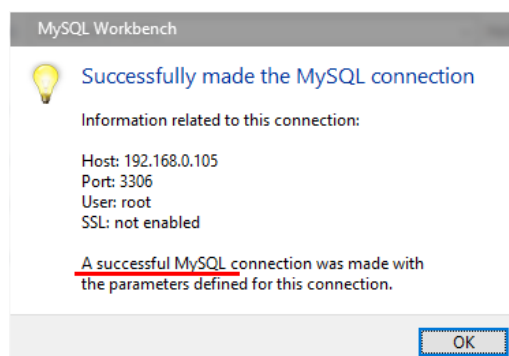 MySQL Workbench
Successfully made the MySQL connection
Information related to this connection:
Host: 192.168.0.105
Port: 3306
User: root
SSL: not enabled
A successful MySQL connection was made with
the parameters defined for this connection.
OK